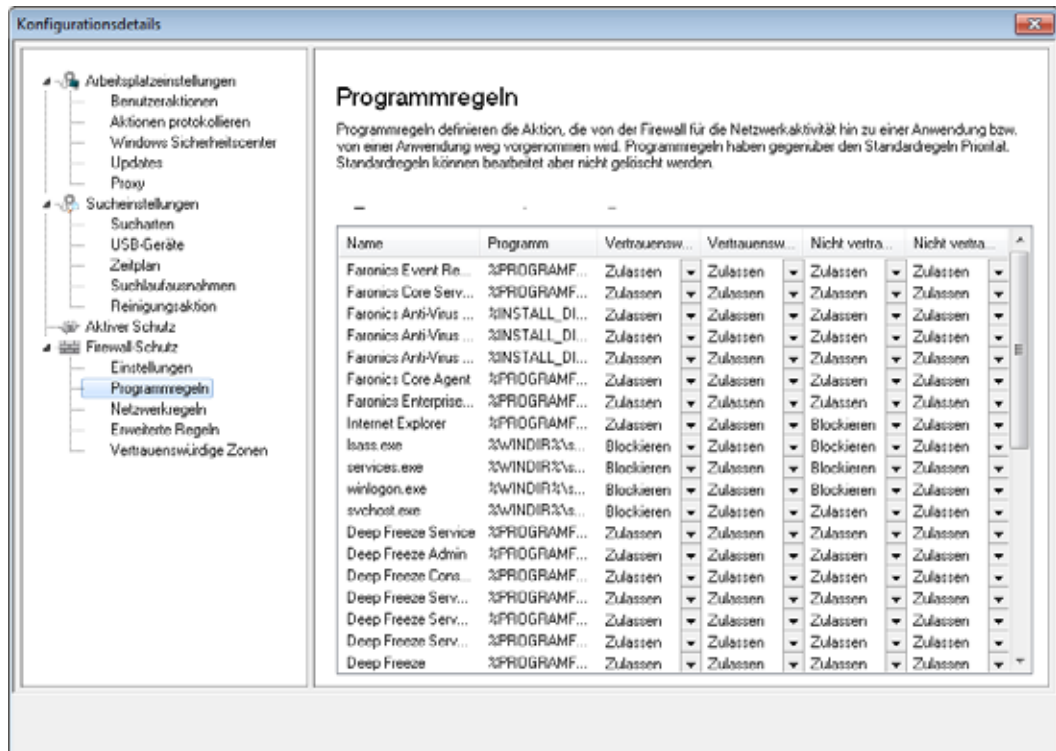 Konfigurationsdetails
Arbeitsplatzeinstellungen
Benutzeraktionen
Aktionen protokollieren
Windows Sicherheitscenter
Updates
Proxy
Sucheinstellungen
Sucharten
USB-Geräte
Zeitplan
Suchlaufausnahmen
Reinigungsaktion
Aktiver Schutz
Firewall-Schutz
Einstellungen
Programmregeln
Netzwerkregeln
Erweiterte Regeln
Vertrauenswürdige Zonen
Programmregeln
Programmregeln definieren die Aktion, die von der Firewall für die Netzwerkaktivität hin zu einer Anwendung bzw.
von einer Anwendung weg vorgenommen wird. Programmregeln haben gegenüber den Standardregeln Priorität.
Standardregeln können bearbeitet aber nicht gelöscht werden.
Name Programm Vertrauensw... Vertrauensw... Nicht vertra... Nicht vertra...
Faronics Event Re... %PROGRAMF... Zulassen Zulassen Zulassen Zulassen
Faronics Core Serv... %PROGRAMF... Zulassen Zulassen Zulassen Zulassen
Faronics Anti-Virus ... %INSTALL_DI... Zulassen Zulassen Zulassen Zulassen
Faronics Anti-Virus ... %INSTALL_DI... Zulassen Zulassen Zulassen Zulassen
Faronics Anti-Virus ... %INSTALL_DI... Zulassen Zulassen Zulassen Zulassen
Faronics Core Agent %PROGRAMF... Zulassen Zulassen Zulassen Zulassen
Faronics Enterprise... %PROGRAMF... Zulassen Zulassen Zulassen Zulassen
Internet Explorer %PROGRAMF... Zulassen Zulassen Blockieren Zulassen
lsass.exe %WINDIR%\s... Blockieren Zulassen Blockieren Zulassen
services.exe %WINDIR%\s... Blockieren Zulassen Blockieren Zulassen
winlogon.exe %WINDIR%\s... Blockieren Zulassen Blockieren Zulassen
svchost.exe %WINDIR%\s... Blockieren Zulassen Zulassen Zulassen
Deep Freeze Service %PROGRAMF... Zulassen Zulassen Zulassen Zulassen
Deep Freeze Admin %PROGRAMF... Zulassen Zulassen Zulassen Zulassen
Deep Freeze Cons... %PROGRAMF... Zulassen Zulassen Zulassen Zulassen
Deep Freeze Serv... %PROGRAMF... Zulassen Zulassen Zulassen Zulassen
Deep Freeze Serv... %PROGRAMF... Zulassen Zulassen Zulassen Zulassen
Deep Freeze Serv... %PROGRAMF... Zulassen Zulassen Zulassen Zulassen
Deep Freeze %PROGRAMF... Zulassen Zulassen Zulassen Zulassen